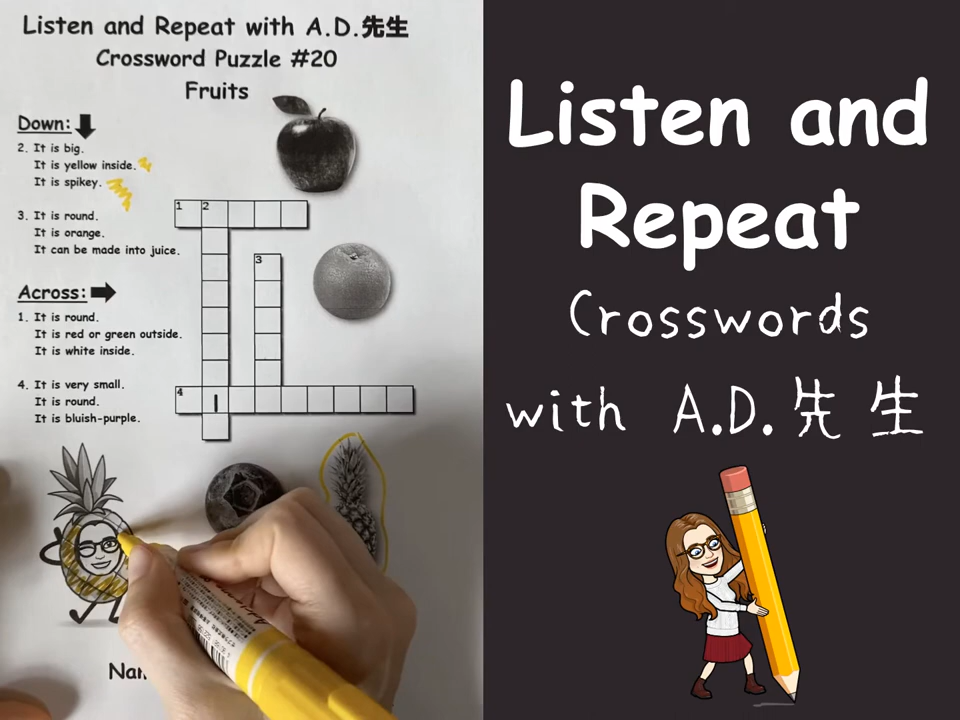 Listen and Repeat with A.D.先生
Crossword Puzzle #20
Fruits
Down:
2. It is big.
It is yellow inside.
It is spikey.
3. It is round.
It is orange.
It can be made into juice.
Across:
1. It is round.
It is red or green outside.
It is white inside.
4. It is very small.
It is round.
It is bluish-purple.
1 2
3
4
Listen and
Repeat
Crosswords
with A.D.先生